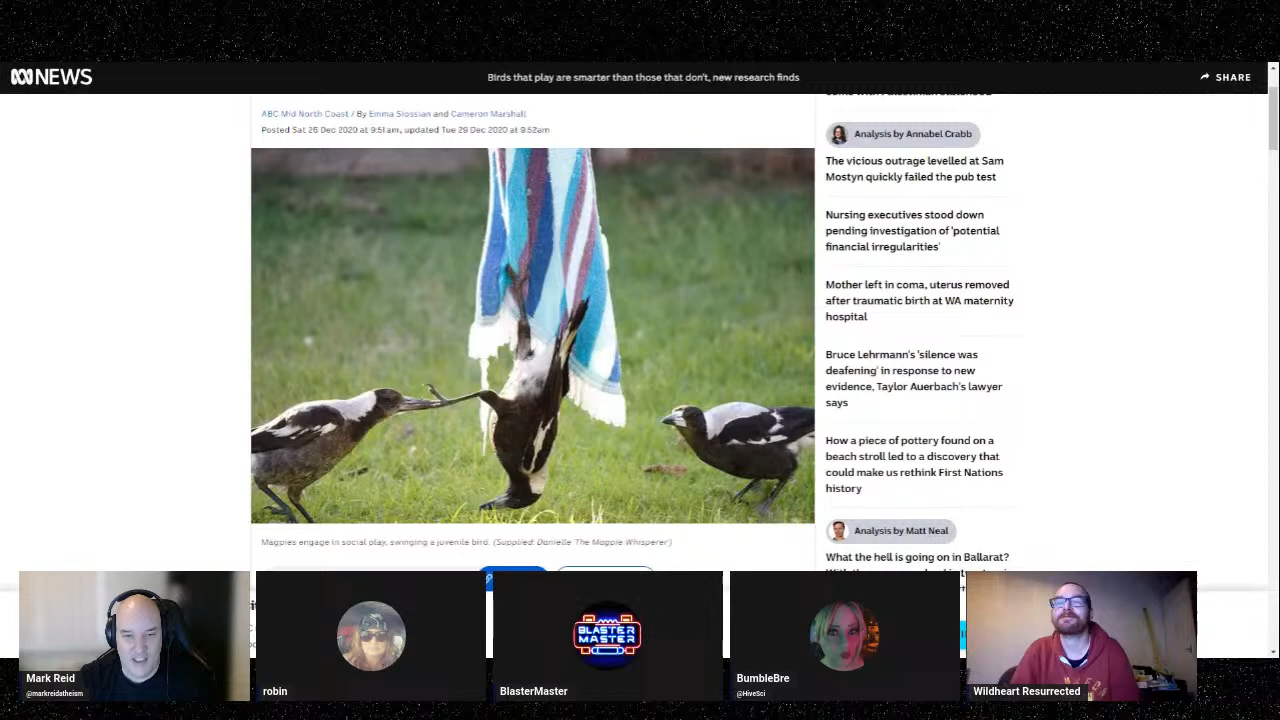 NEWS
Birds that play are smarter than those that don't, new research finds
SHARE
ABC Mid North Coast / By Emma Siossian and Cameron Marshall
Posted Sat 26 Dec 2020 at 9:51am, updated Tue 29 Dec 2020 at 9:52am
Magpies engage in social play, swinging a juvenile bird. (Supplied: Danielle 'The Magpie Whisperer')
Analysis by Annabel Crabb
The vicious outrage levelled at Sam
Mostyn quickly failed the pub test
Nursing executives stood down
pending investigation of 'potential
financial irregularities'
Mother left in coma, uterus removed
after traumatic birth at WA maternity
hospital
Bruce Lehrmann's 'silence was
deafening' in response to new
evidence, Taylor Auerbach's lawyer
says
How a piece of pottery found on a
beach stroll led to a discovery that
could make us rethink First Nations
history
Analysis by Matt Neal
What the hell is going on in Ballarat?
Mark Reid
@markreidatheism
robin
BLASTER
MASTER
BlasterMaster
BumbleBre
@HiveSci
Wildheart Resurrected